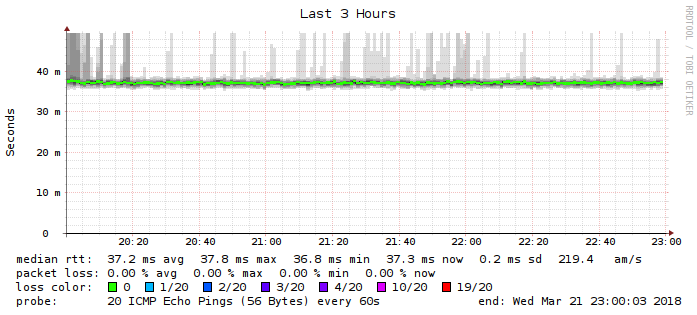 Last 3 Hours
RRDTOOL / TOBI OETIKER
Seconds
40 m
30 m
20 m
10 m
0
20:20 20:40 21:00 21:20 21:40 22:00 22:20 22:40 23:00
median rtt: 37.2 ms avg 37.8 ms max 36.8 ms min 37.3 ms now 0.2 ms sd 219.4 am/s
packet loss: 0.00 % avg 0.00 % max 0.00 % min 0.00 % now
loss color: 0 1/20 2/20 3/20 4/20 10/20 19/20
probe: 20 ICMP Echo Pings (56 Bytes) every 60s end: Wed Mar 21 23:00:03 2018